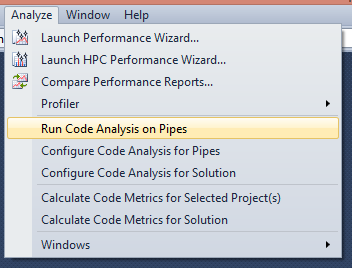 Analyze Window Help
Launch Performance Wizard...
Launch HPC Performance Wizard...
Compare Performance Reports...
Profiler
Run Code Analysis on Pipes
Configure Code Analysis for Pipes
Configure Code Analysis for Solution
Calculate Code Metrics for Selected Project(s)
Calculate Code Metrics for Solution
Windows